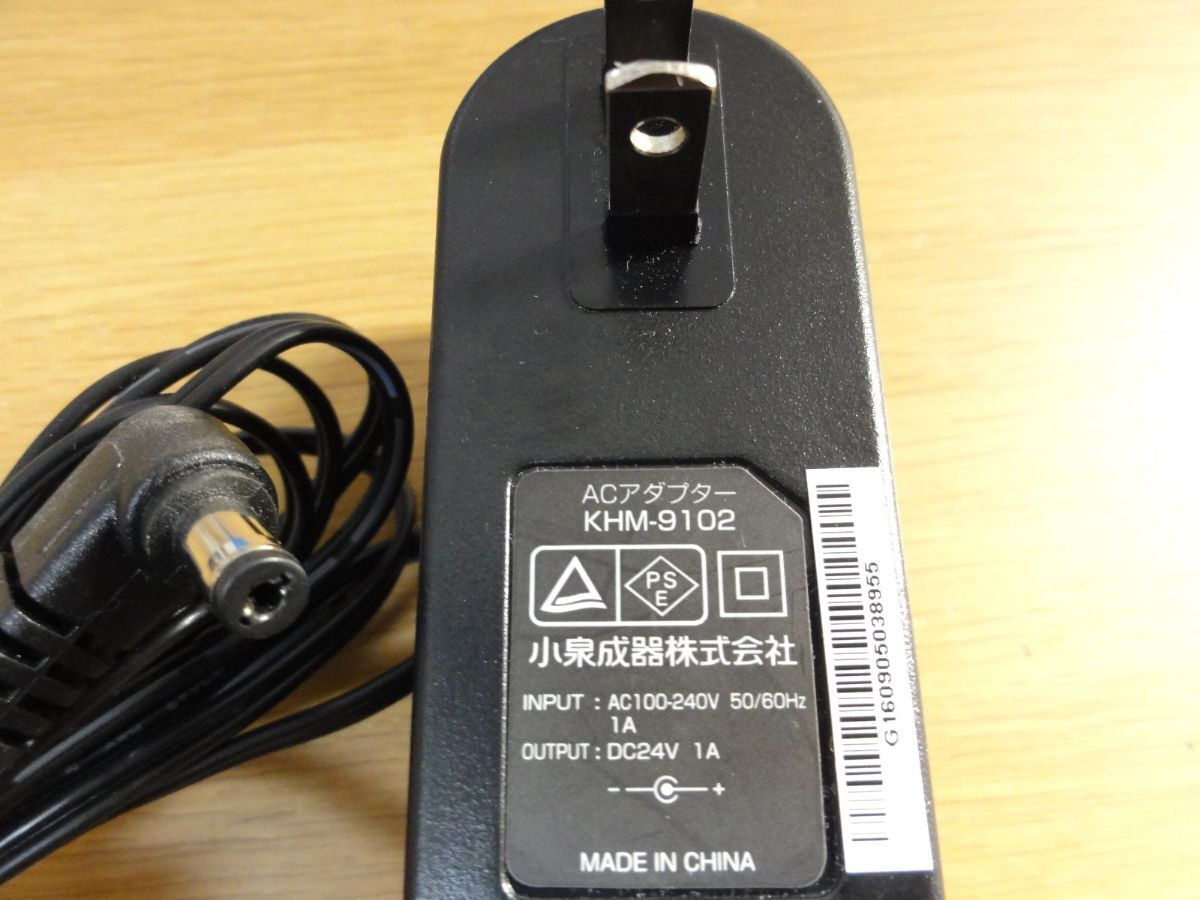 ACアダプター
KHM-9102
PS
E
小泉成器株式会社
INPUT : AC100-240V 50/60Hz
1A
OUTPUT : DC24V 1A
- +
MADE IN CHINA
G160905038955